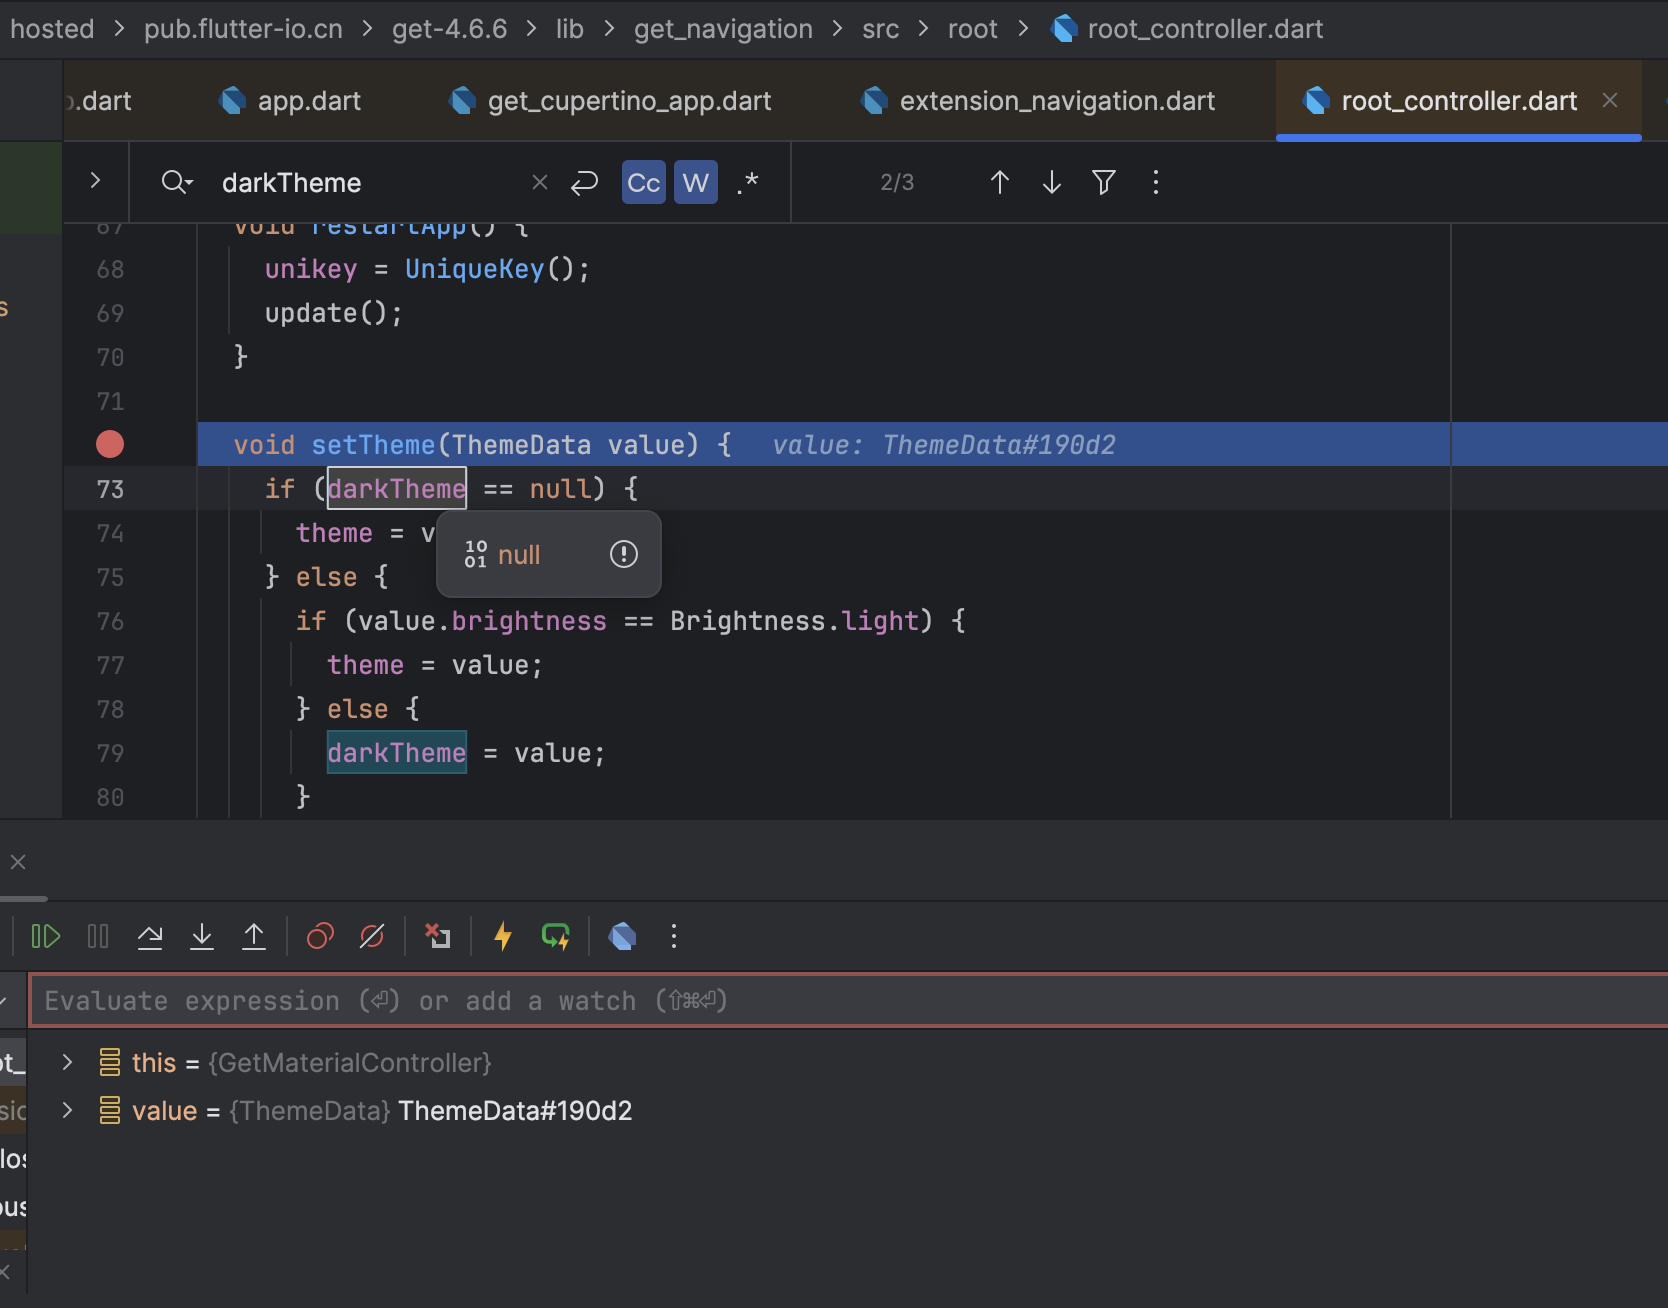 hosted > pub.flutter-io.cn > get-4.6.6 > lib > get_navigation > src > root > root_controller.dart
.dart app.dart get_cupertino_app.dart extension_navigation.dart root_controller.dart
darkTheme Cc W .* 2/3
67 void restartApp() {
68 unikey = UniqueKey();
69 update();
70 }
71
void setTheme(ThemeData value) { value: ThemeData#190d2
73 if (darkTheme == null) {
74 theme = v
null
75 } else {
76 if (value.brightness == Brightness.light) {
77 theme = value;
78 } else {
79 darkTheme = value;
80 }
Evaluate expression (⏎) or add a watch (⇧⌘⏎)
this = {GetMaterialController}
value = {ThemeData} ThemeData#190d2